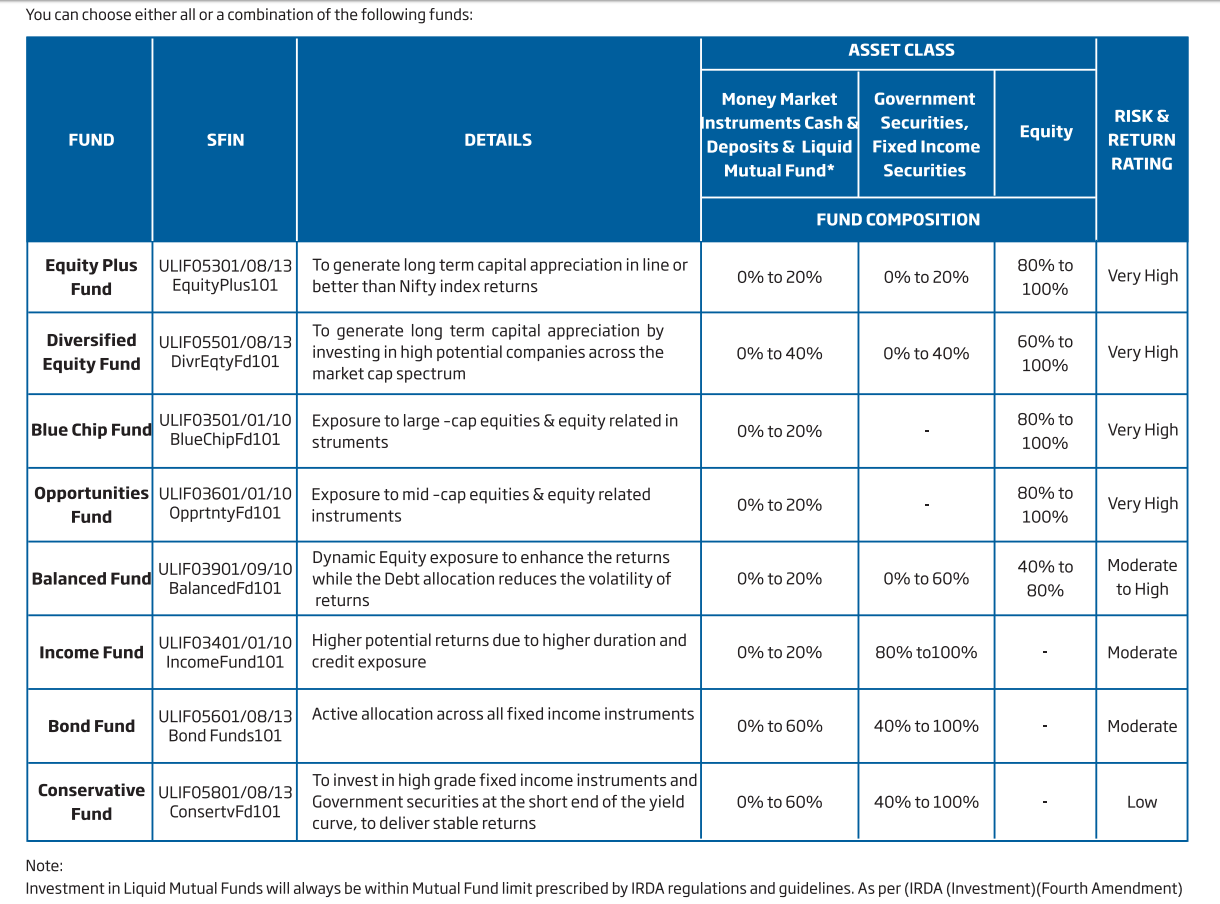 You can choose either all or a combination of the following funds:
FUND
SFIN
DETAILS
ASSET CLASS
Money Market
Instruments Cash &
Deposits & Liquid
Mutual Fund*
Government
Securities,
Fixed Income
Securities
Equity
FUND COMPOSITION
RISK &
RETURN
RATING
Equity Plus
Fund
ULIF05301/08/13
EquityPlus101
To generate long term capital appreciation in line or
better than Nifty index returns
0% to 20%
0% to 20%
80% to
100%
Very High
Diversified
Equity Fund
ULIF05501/08/13
DivrEqtyFd101
To generate long term capital appreciation by
investing in high potential companies across the
market cap spectrum
0% to 40%
0% to 40%
60% to
100%
Very High
Blue Chip Fund
ULIF03501/01/10
BlueChipFd101
Exposure to large –cap equities & equity related in
struments
0% to 20%
-
80% to
100%
Very High
Opportunities
Fund
ULIF03601/01/10
OpprtntyFd101
Exposure to mid –cap equities & equity related
instruments
0% to 20%
-
80% to
100%
Very High
Balanced Fund
ULIF03901/09/10
BalancedFd101
Dynamic Equity exposure to enhance the returns
while the Debt allocation reduces the volatility of
returns
0% to 20%
0% to 60%
40% to
80%
Moderate
to High
Income Fund
ULIF03401/01/10
IncomeFund101
Higher potential returns due to higher duration and
credit exposure
0% to 20%
80% to100%
-
Moderate
Bond Fund
ULIF05601/08/13
Bond Funds101
Active allocation across all fixed income instruments
0% to 60%
40% to 100%
-
Moderate
Conservative
Fund
ULIF05801/08/13
ConsertvFd101
To invest in high grade fixed income instruments and
Government securities at the short end of the yield
curve, to deliver stable returns
0% to 60%
40% to 100%
-
Low
Note:
Investment in Liquid Mutual Funds will always be within Mutual Fund limit prescribed by IRDA regulations and guidelines. As per (IRDA (Investment)(Fourth Amendment)